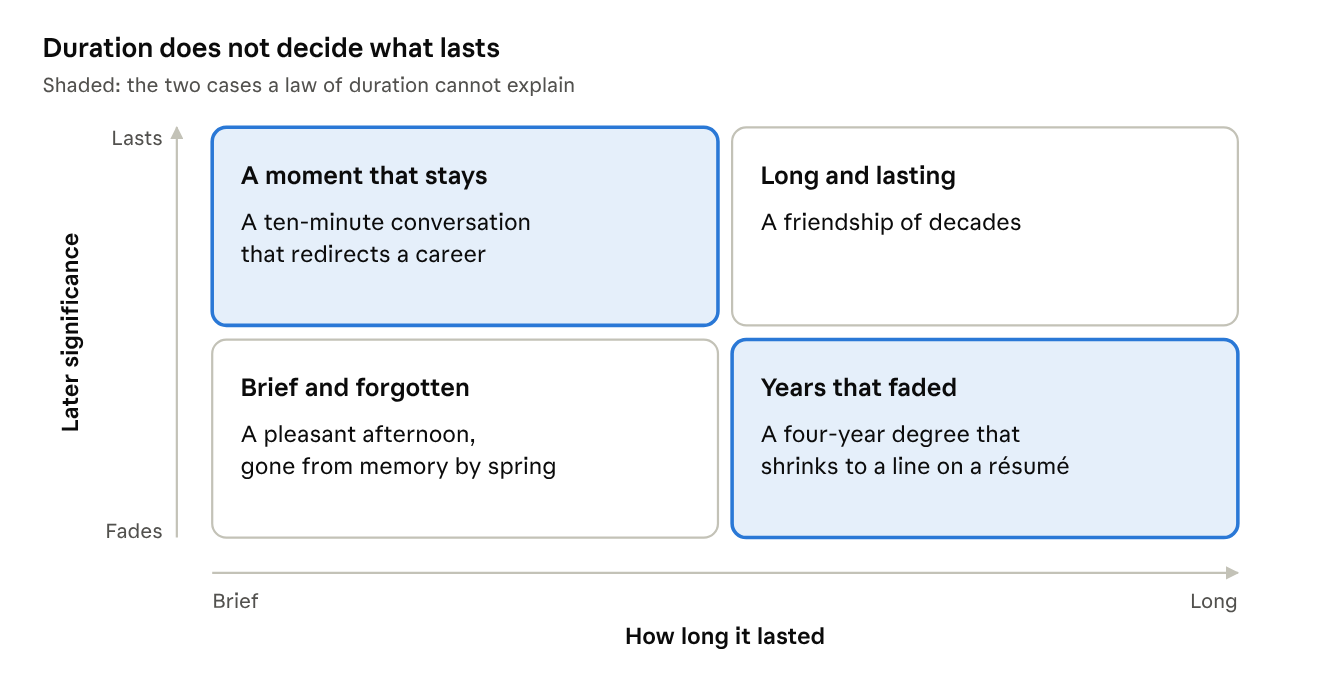 Duration does not decide what lasts
Shaded: the two cases a law of duration cannot explain
Lasts
Later significance
Fades
A moment that stays
A ten-minute conversation
that redirects a career
Long and lasting
A friendship of decades
Brief and forgotten
A pleasant afternoon,
gone from memory by spring
Years that faded
A four-year degree that
shrinks to a line on a résumé
Brief
Long
How long it lasted